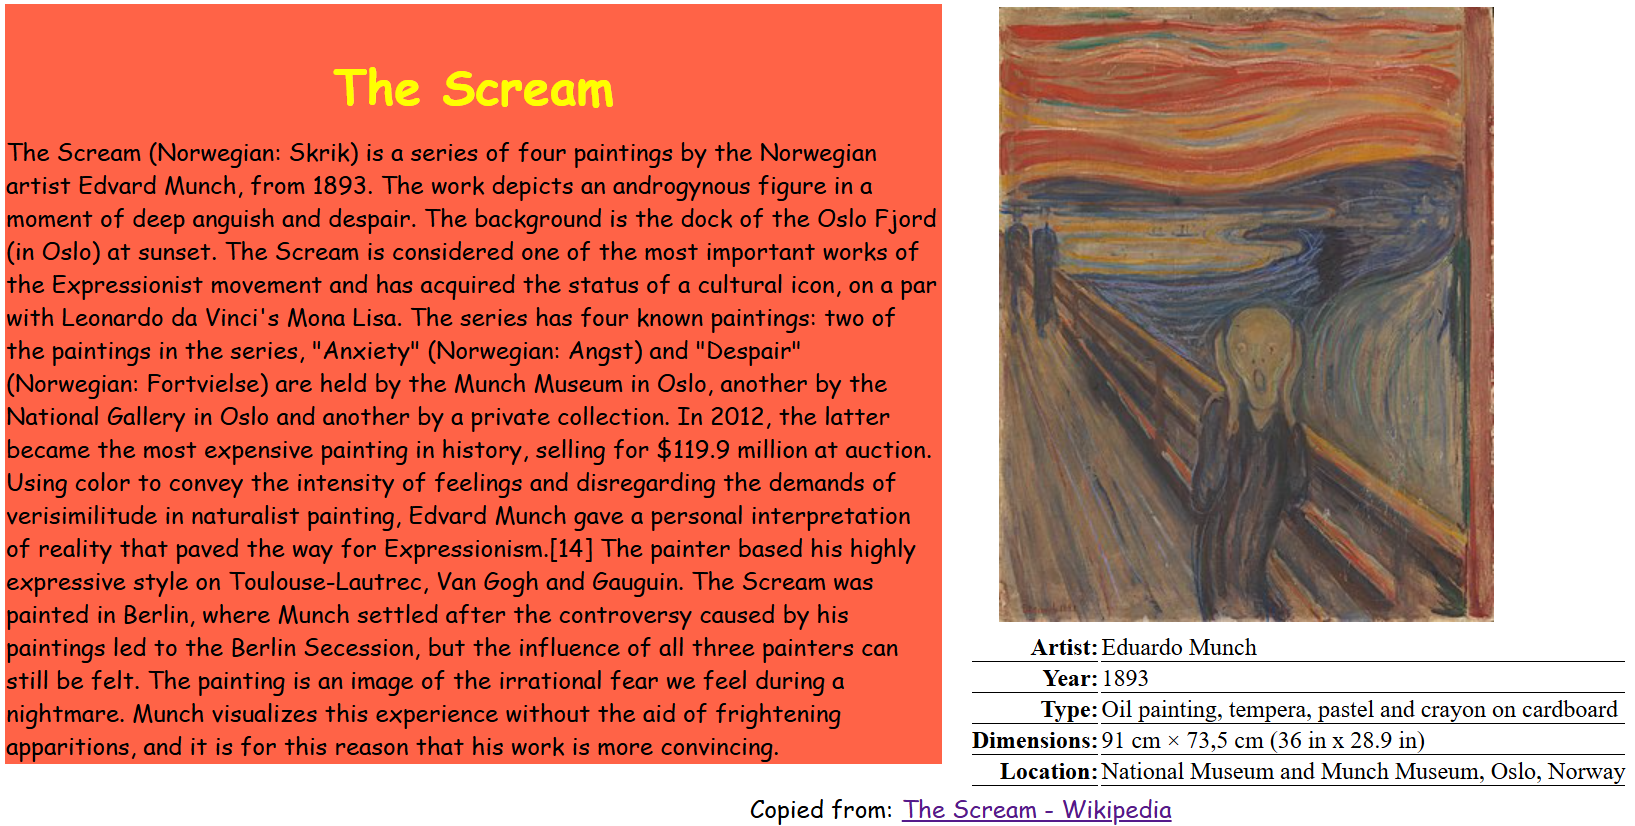 The Scream
The Scream (Norwegian: Skrik) is a series of four paintings by the Norwegian
artist Edvard Munch, from 1893. The work depicts an androgynous figure in a
moment of deep anguish and despair. The background is the dock of the Oslo Fjord
(in Oslo) at sunset. The Scream is considered one of the most important works of
the Expressionist movement and has acquired the status of a cultural icon, on a par
with Leonardo da Vinci's Mona Lisa. The series has four known paintings: two of
the paintings in the series, "Anxiety" (Norwegian: Angst) and "Despair"
(Norwegian: Fortvielse) are held by the Munch Museum in Oslo, another by the
National Gallery in Oslo and another by a private collection. In 2012, the latter
became the most expensive painting in history, selling for $119.9 million at auction.
Using color to convey the intensity of feelings and disregarding the demands of
verisimilitude in naturalist painting, Edvard Munch gave a personal interpretation
of reality that paved the way for Expressionism.[14] The painter based his highly
expressive style on Toulouse-Lautrec, Van Gogh and Gauguin. The Scream was
painted in Berlin, where Munch settled after the controversy caused by his
paintings led to the Berlin Secession, but the influence of all three painters can
still be felt. The painting is an image of the irrational fear we feel during a
nightmare. Munch visualizes this experience without the aid of frightening
apparitions, and it is for this reason that his work is more convincing.
Artist: Eduardo Munch
Year: 1893
Type: Oil painting, tempera, pastel and crayon on cardboard
Dimensions: 91 cm × 73,5 cm (36 in x 28.9 in)
Location: National Museum and Munch Museum, Oslo, Norway
Copied from: The Scream - Wikipedia